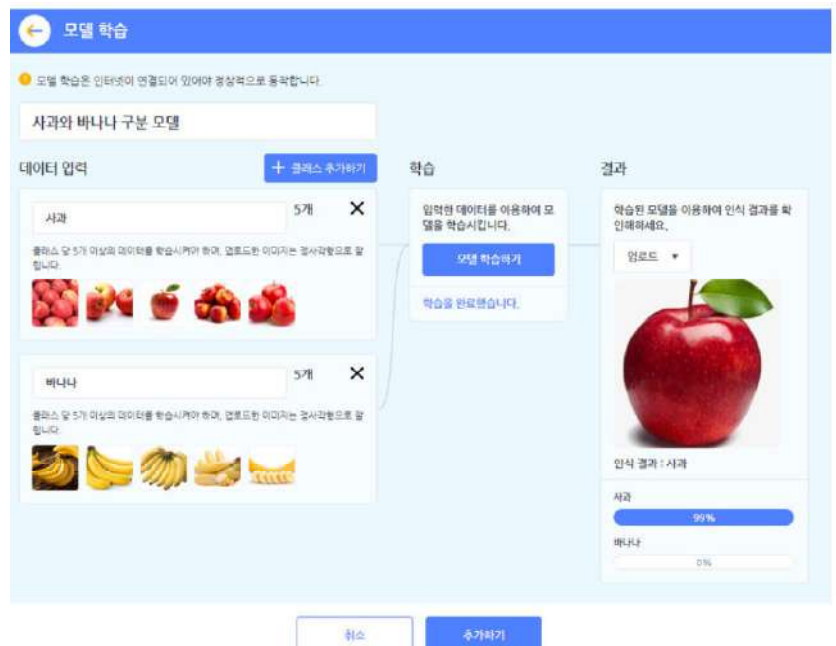 모델 학습
모델 학습은 인터넷이 연결되어 있어야 정상적으로 동작합니다.
사과와 바나나 구분 모델
데이터 입력
+ 클래스 추가하기
사과
5개
클래스 당 5개 이상의 데이터를 학습시켜야 하며, 업로드한 이미지는 정사각형으로 잘
립니다.
바나나
5개
클래스 당 5개 이상의 데이터를 학습시켜야 하며, 업로드한 이미지는 정사각형으로 잘
립니다.
학습
입력한 데이터를 이용하여 모
델을 학습시킵니다.
모델 학습하기
학습을 완료했습니다.
결과
학습된 모델을 이용하여 인식 결과를 확
인해하세요.
업로드 ▼
인식 결과 : 사과
사과
99%
바나나
0%
취소
추가하기